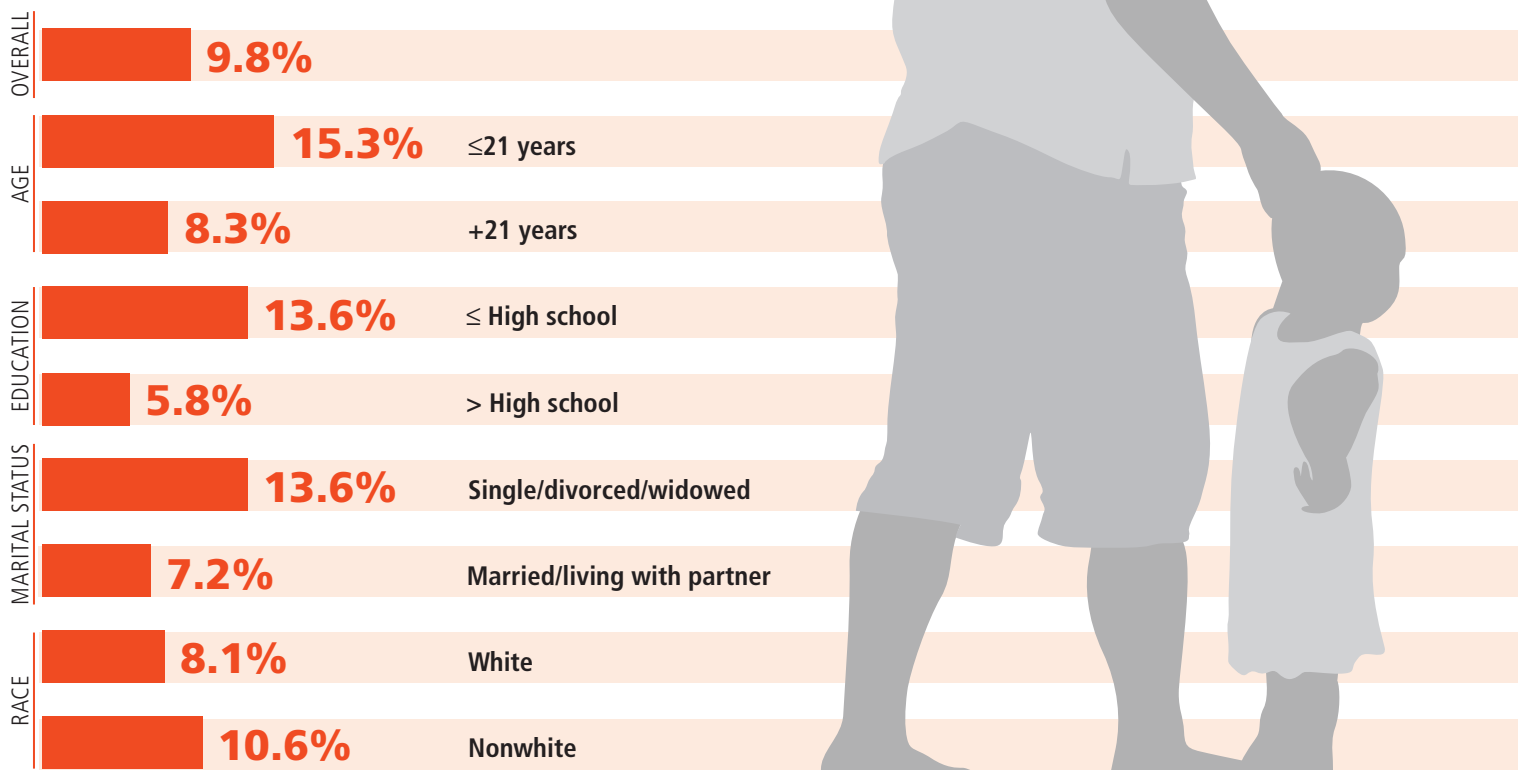 OVERALL
9.8%
AGE
15.3% ≤21 years
8.3% +21 years
EDUCATION
13.6% ≤ High school
5.8% > High school
MARITAL STATUS
13.6% Single/divorced/widowed
7.2% Married/living with partner
RACE
8.1% White
10.6% Nonwhite